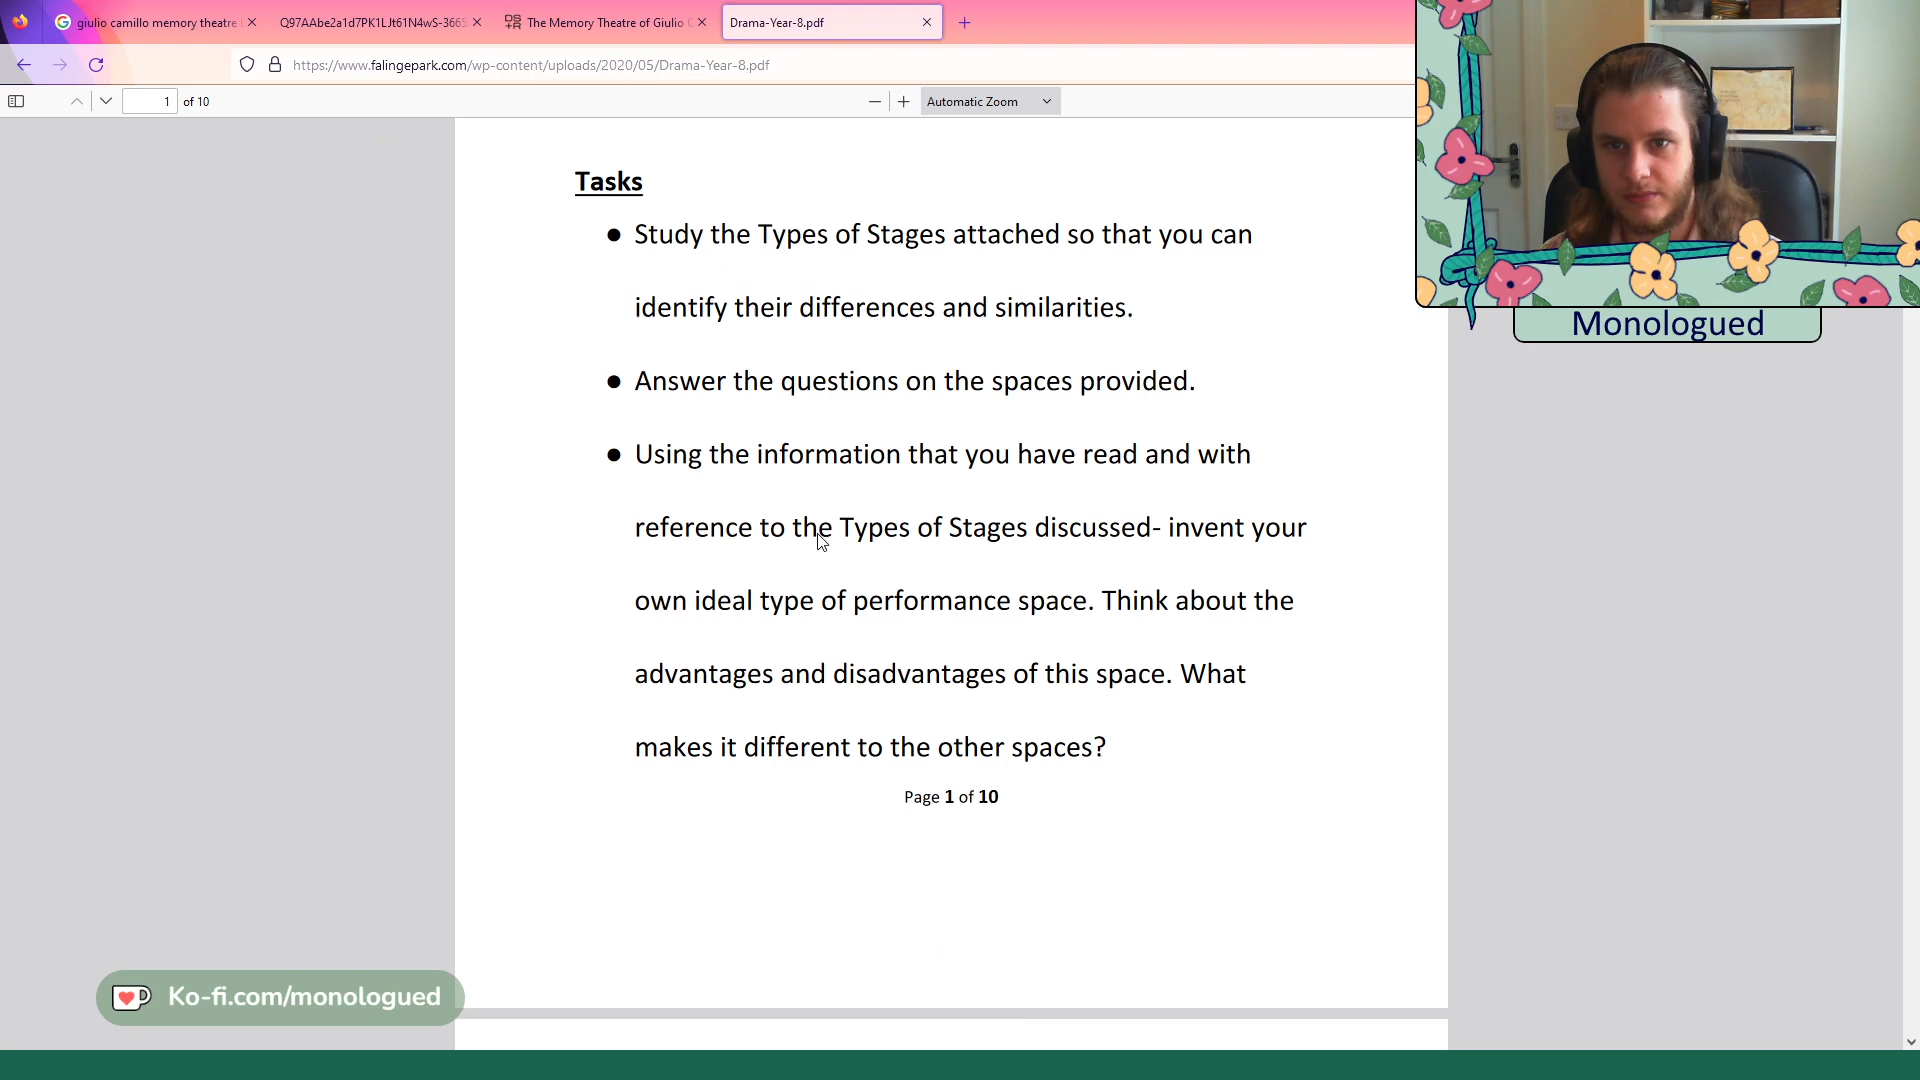 giulio camillo memory theatre
Q97AAbe2a1d7PK1LJt61N4wS-3665
The Memory Theatre of Giulio C
Drama-Year-8.pdf
https://www.falingepark.com/wp-content/uploads/2020/05/Drama-Year-8.pdf
1 of 10
Automatic Zoom
Tasks
● Study the Types of Stages attached so that you can
identify their differences and similarities.
● Answer the questions on the spaces provided.
● Using the information that you have read and with
reference to the Types of Stages discussed- invent your
own ideal type of performance space. Think about the
advantages and disadvantages of this space. What
makes it different to the other spaces?
Page 1 of 10
Monologued
Ko-fi.com/monologued